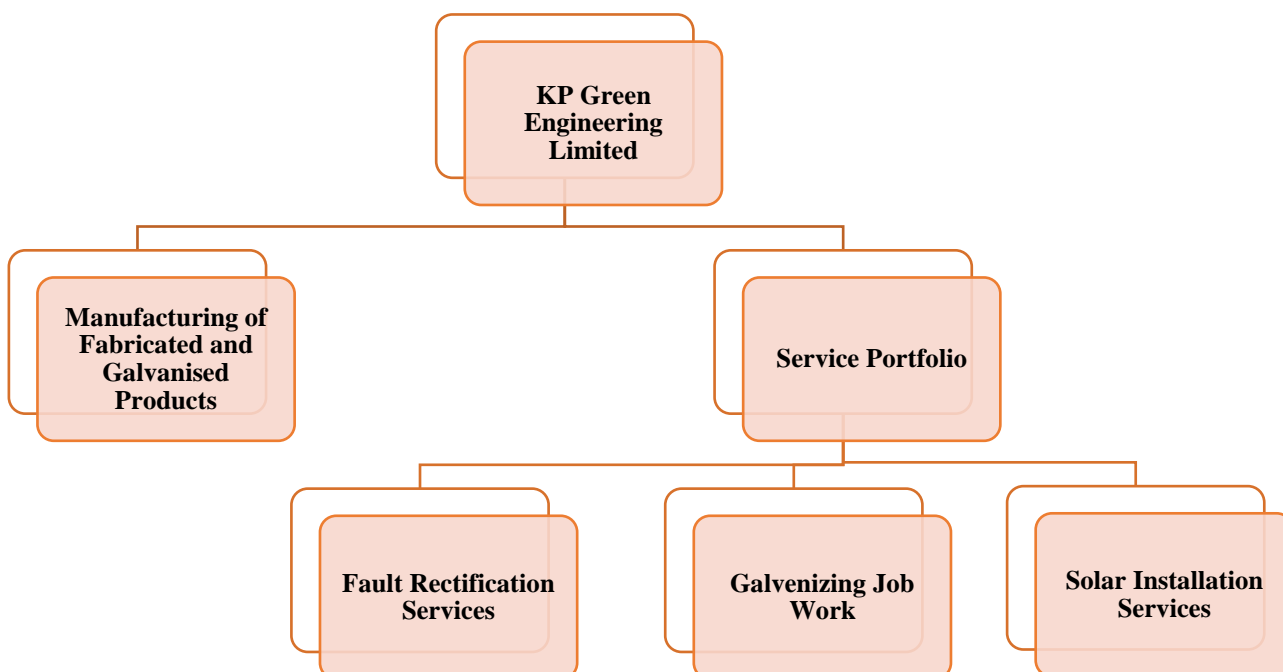 KP Green
Engineering
Limited
Manufacturing of
Fabricated and
Galvanised
Products
Service Portfolio
Fault Rectification
Services
Galvenizing Job
Work
Solar Installation
Services